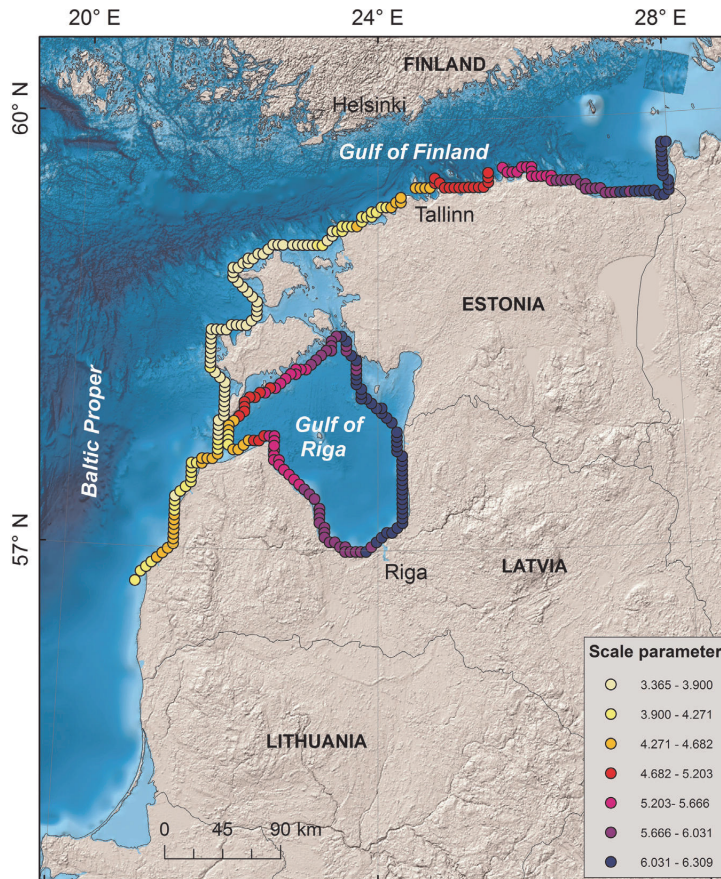 20° E
24° E
28° E
60° N
FINLAND
Helsinki
Gulf of Finland
Tallinn
ESTONIA
Baltic Proper
Gulf of
Riga
57° N
Riga
LATVIA
LITHUANIA
0 45 90 km
Scale parameter
3.365 - 3.900
3.900 - 4.271
4.271 - 4.682
4.682 - 5.203
5.203- 5.666
5.666 - 6.031
6.031 - 6.309